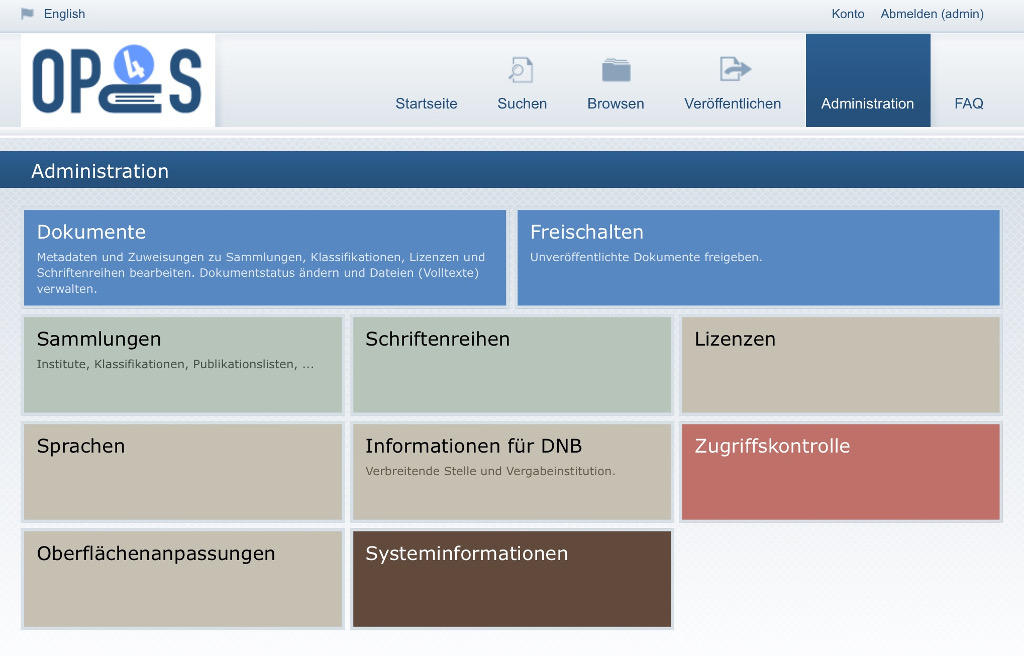 English
Konto Abmelden (admin)
OPUS 4
Startseite Suchen Browsen Veröffentlichen Administration FAQ
Administration
Dokumente
Metadaten und Zuweisungen zu Sammlungen, Klassifikationen, Lizenzen und
Schriftenreihen bearbeiten. Dokumentstatus ändern und Dateien (Volltexte)
verwalten.
Freischalten
Unveröffentlichte Dokumente freigeben.
Sammlungen
Institute, Klassifikationen, Publikationslisten, ...
Schriftenreihen
Lizenzen
Sprachen
Informationen für DNB
Verbreitende Stelle und Vergabeinstitution.
Zugriffskontrolle
Oberflächenanpassungen
Systeminformationen